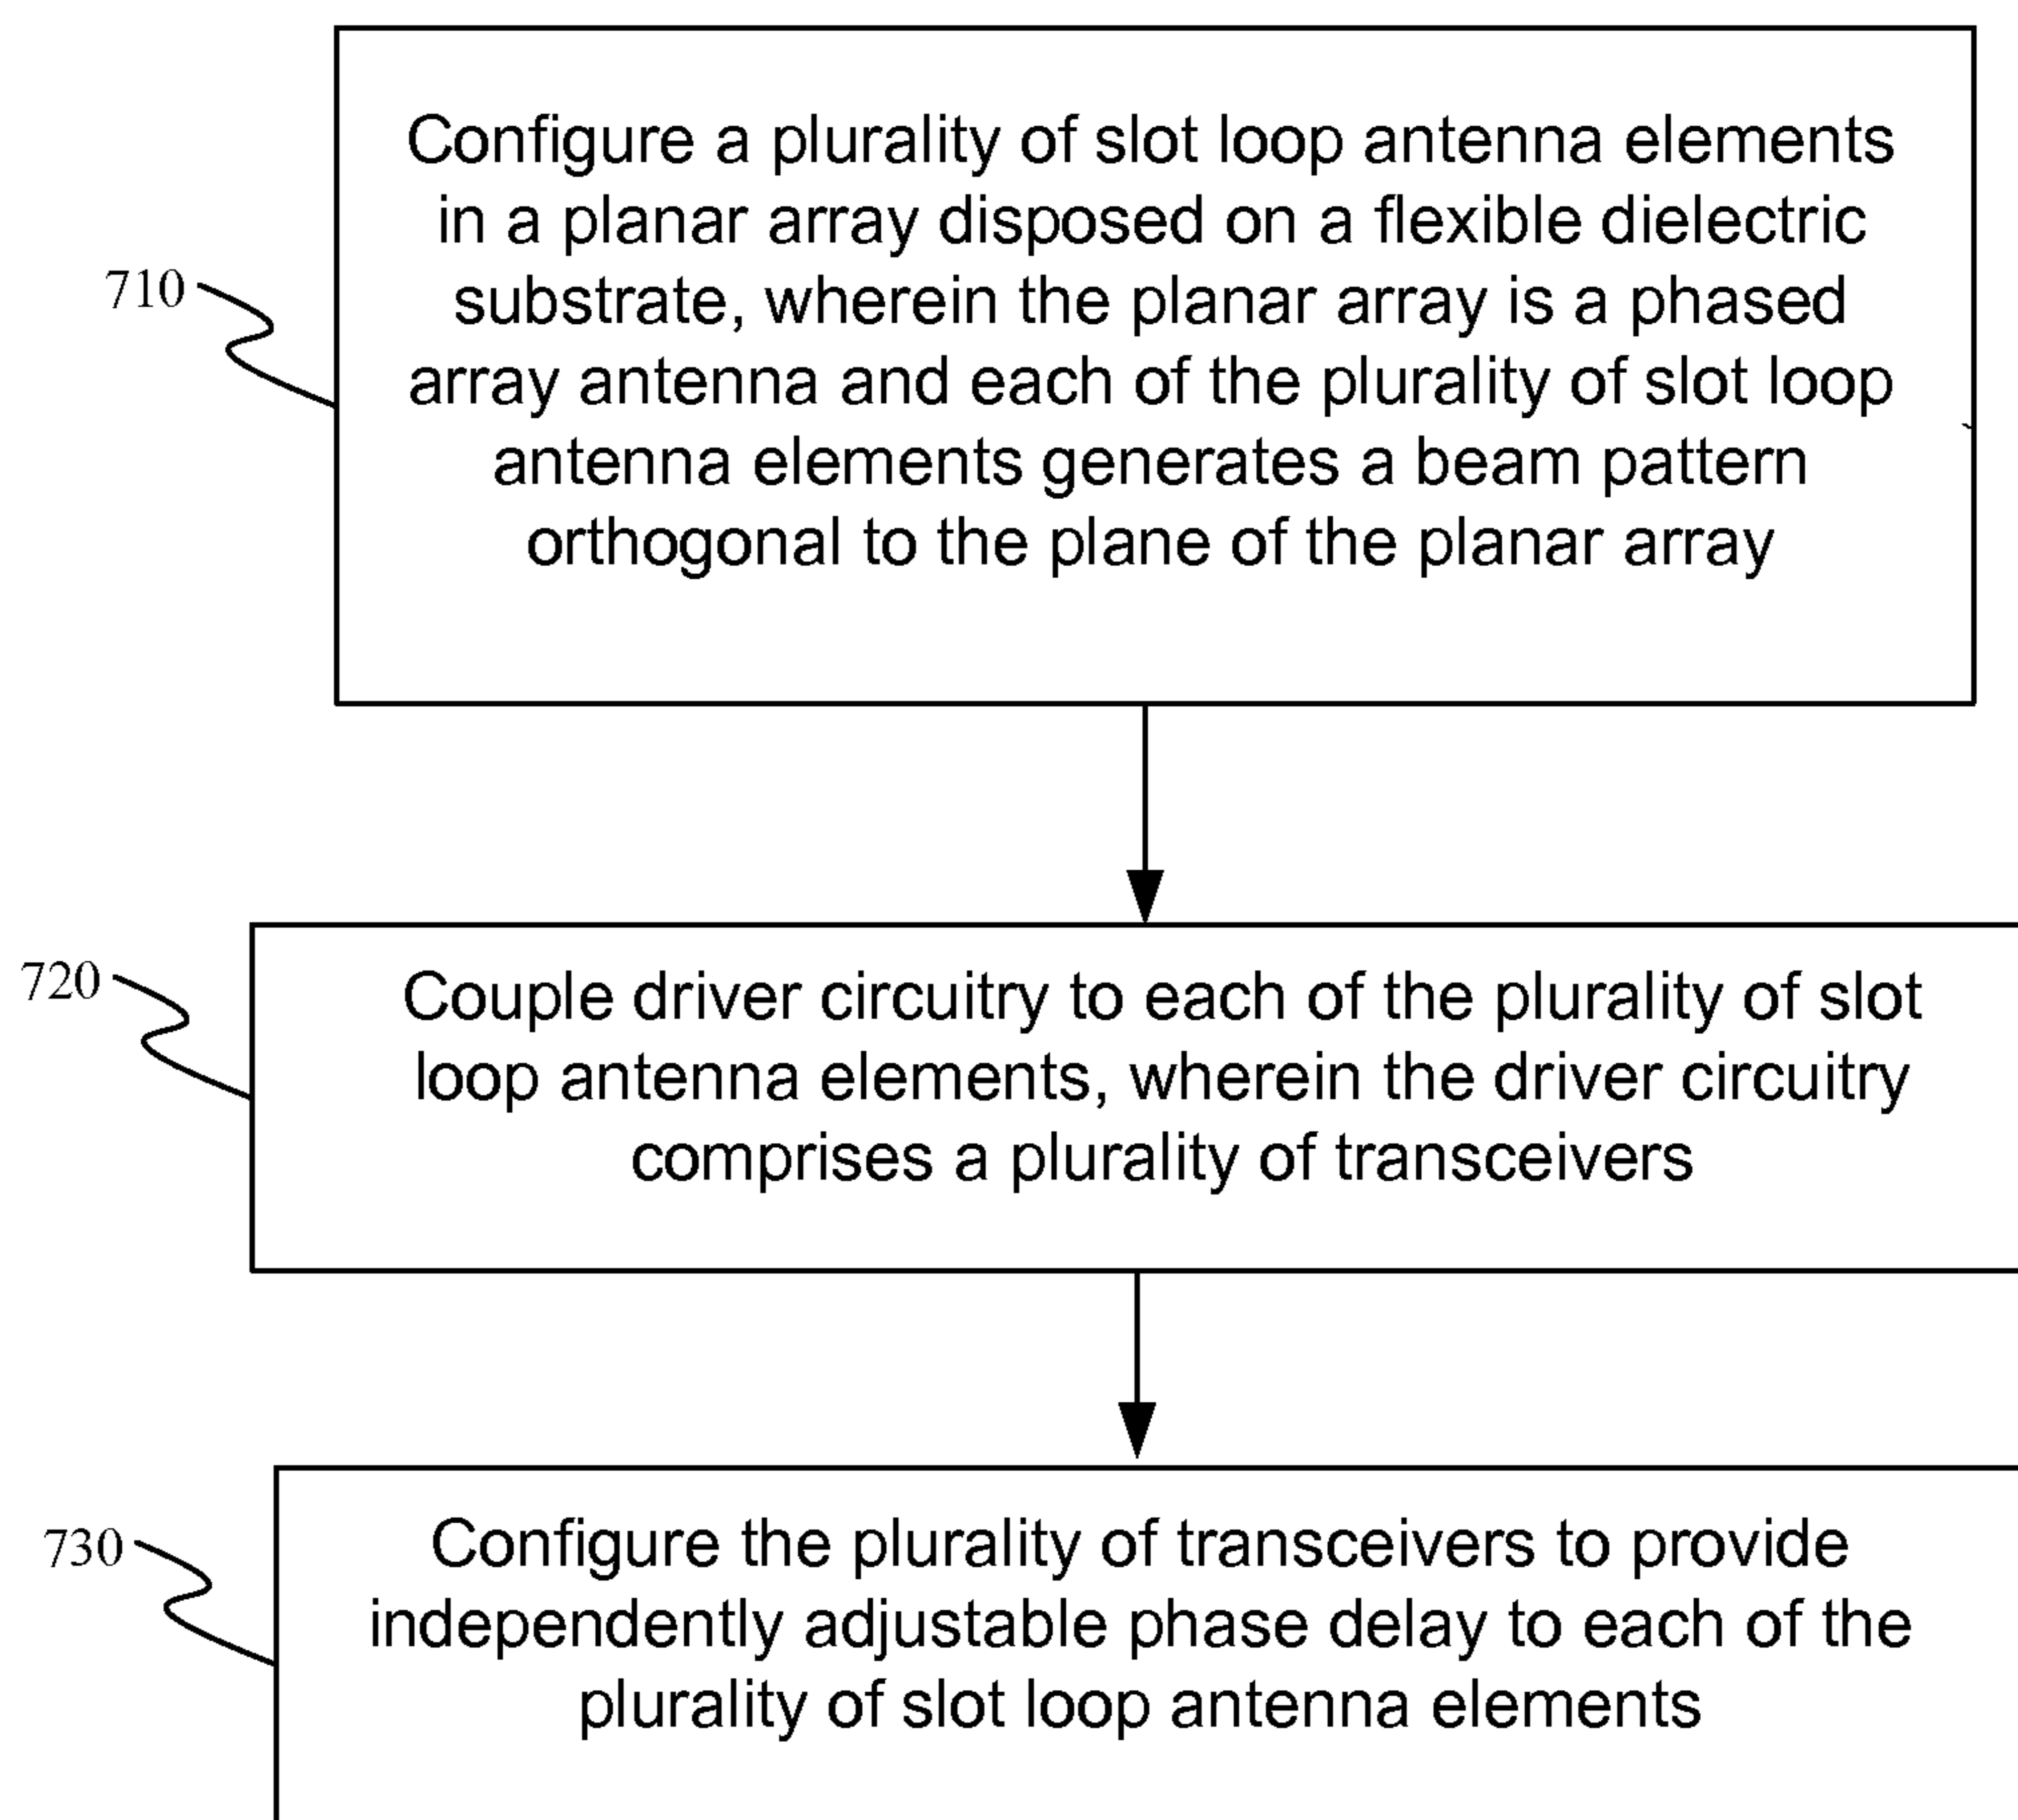 Configure a plurality of slot loop antenna elements
in a planar array disposed on a flexible dielectric
substrate, wherein the planar array is a phased
array antenna and each of the plurality of slot loop
antenna elements generates a beam pattern
orthogonal to the plane of the planar array
710
Couple driver circuitry to each of the plurality of slot
loop antenna elements, wherein the driver circuitry
comprises a plurality of transceivers
720
Configure the plurality of transceivers to provide
independently adjustable phase delay to each of the
plurality of slot loop antenna elements
730